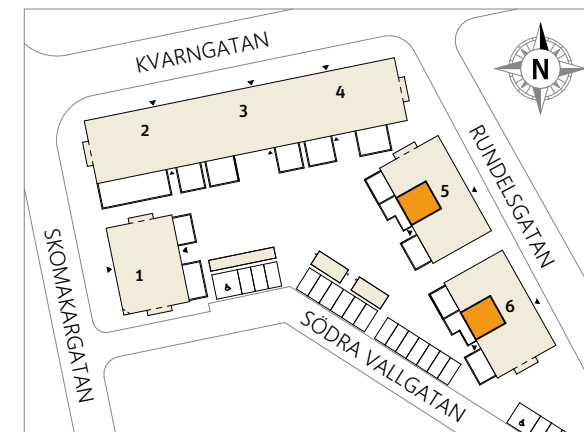 KVARNGATAN
N
2
3
4
RUNDELSGATAN
5
SKOMAKARGATAN
1
6
SÖDRA VALLGATAN